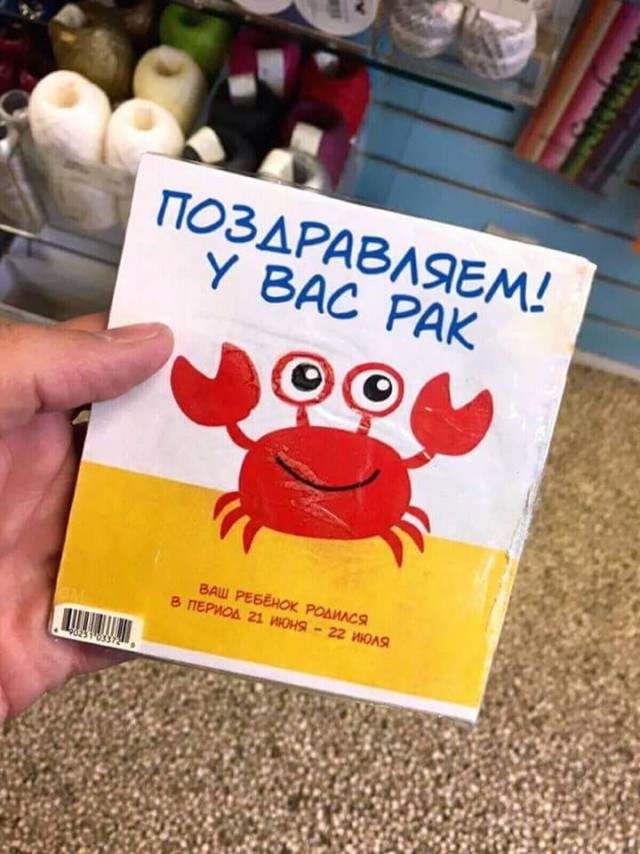 ПОЗДРАВЛЯЕМ!
У ВАС РАК
ВАШ РЕБЁНОК РОДИЛСЯ
В ПЕРИОД 21 ИЮНЯ – 22 ИЮЛЯ